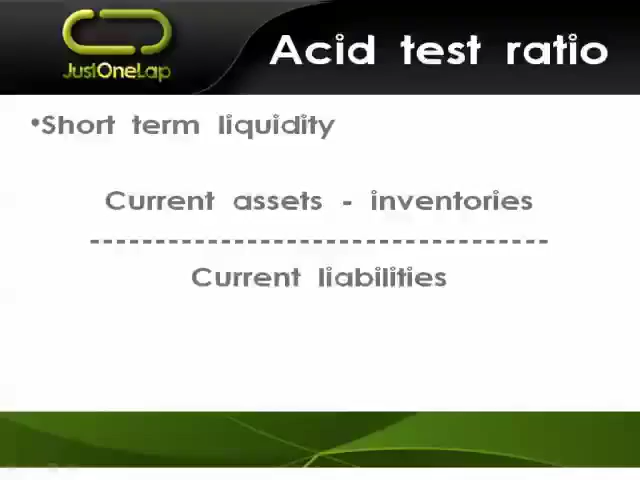 JustOneLap
Acid test ratio
•Short term liquidity
Current assets - inventories
-----------------------------------
Current liabilities